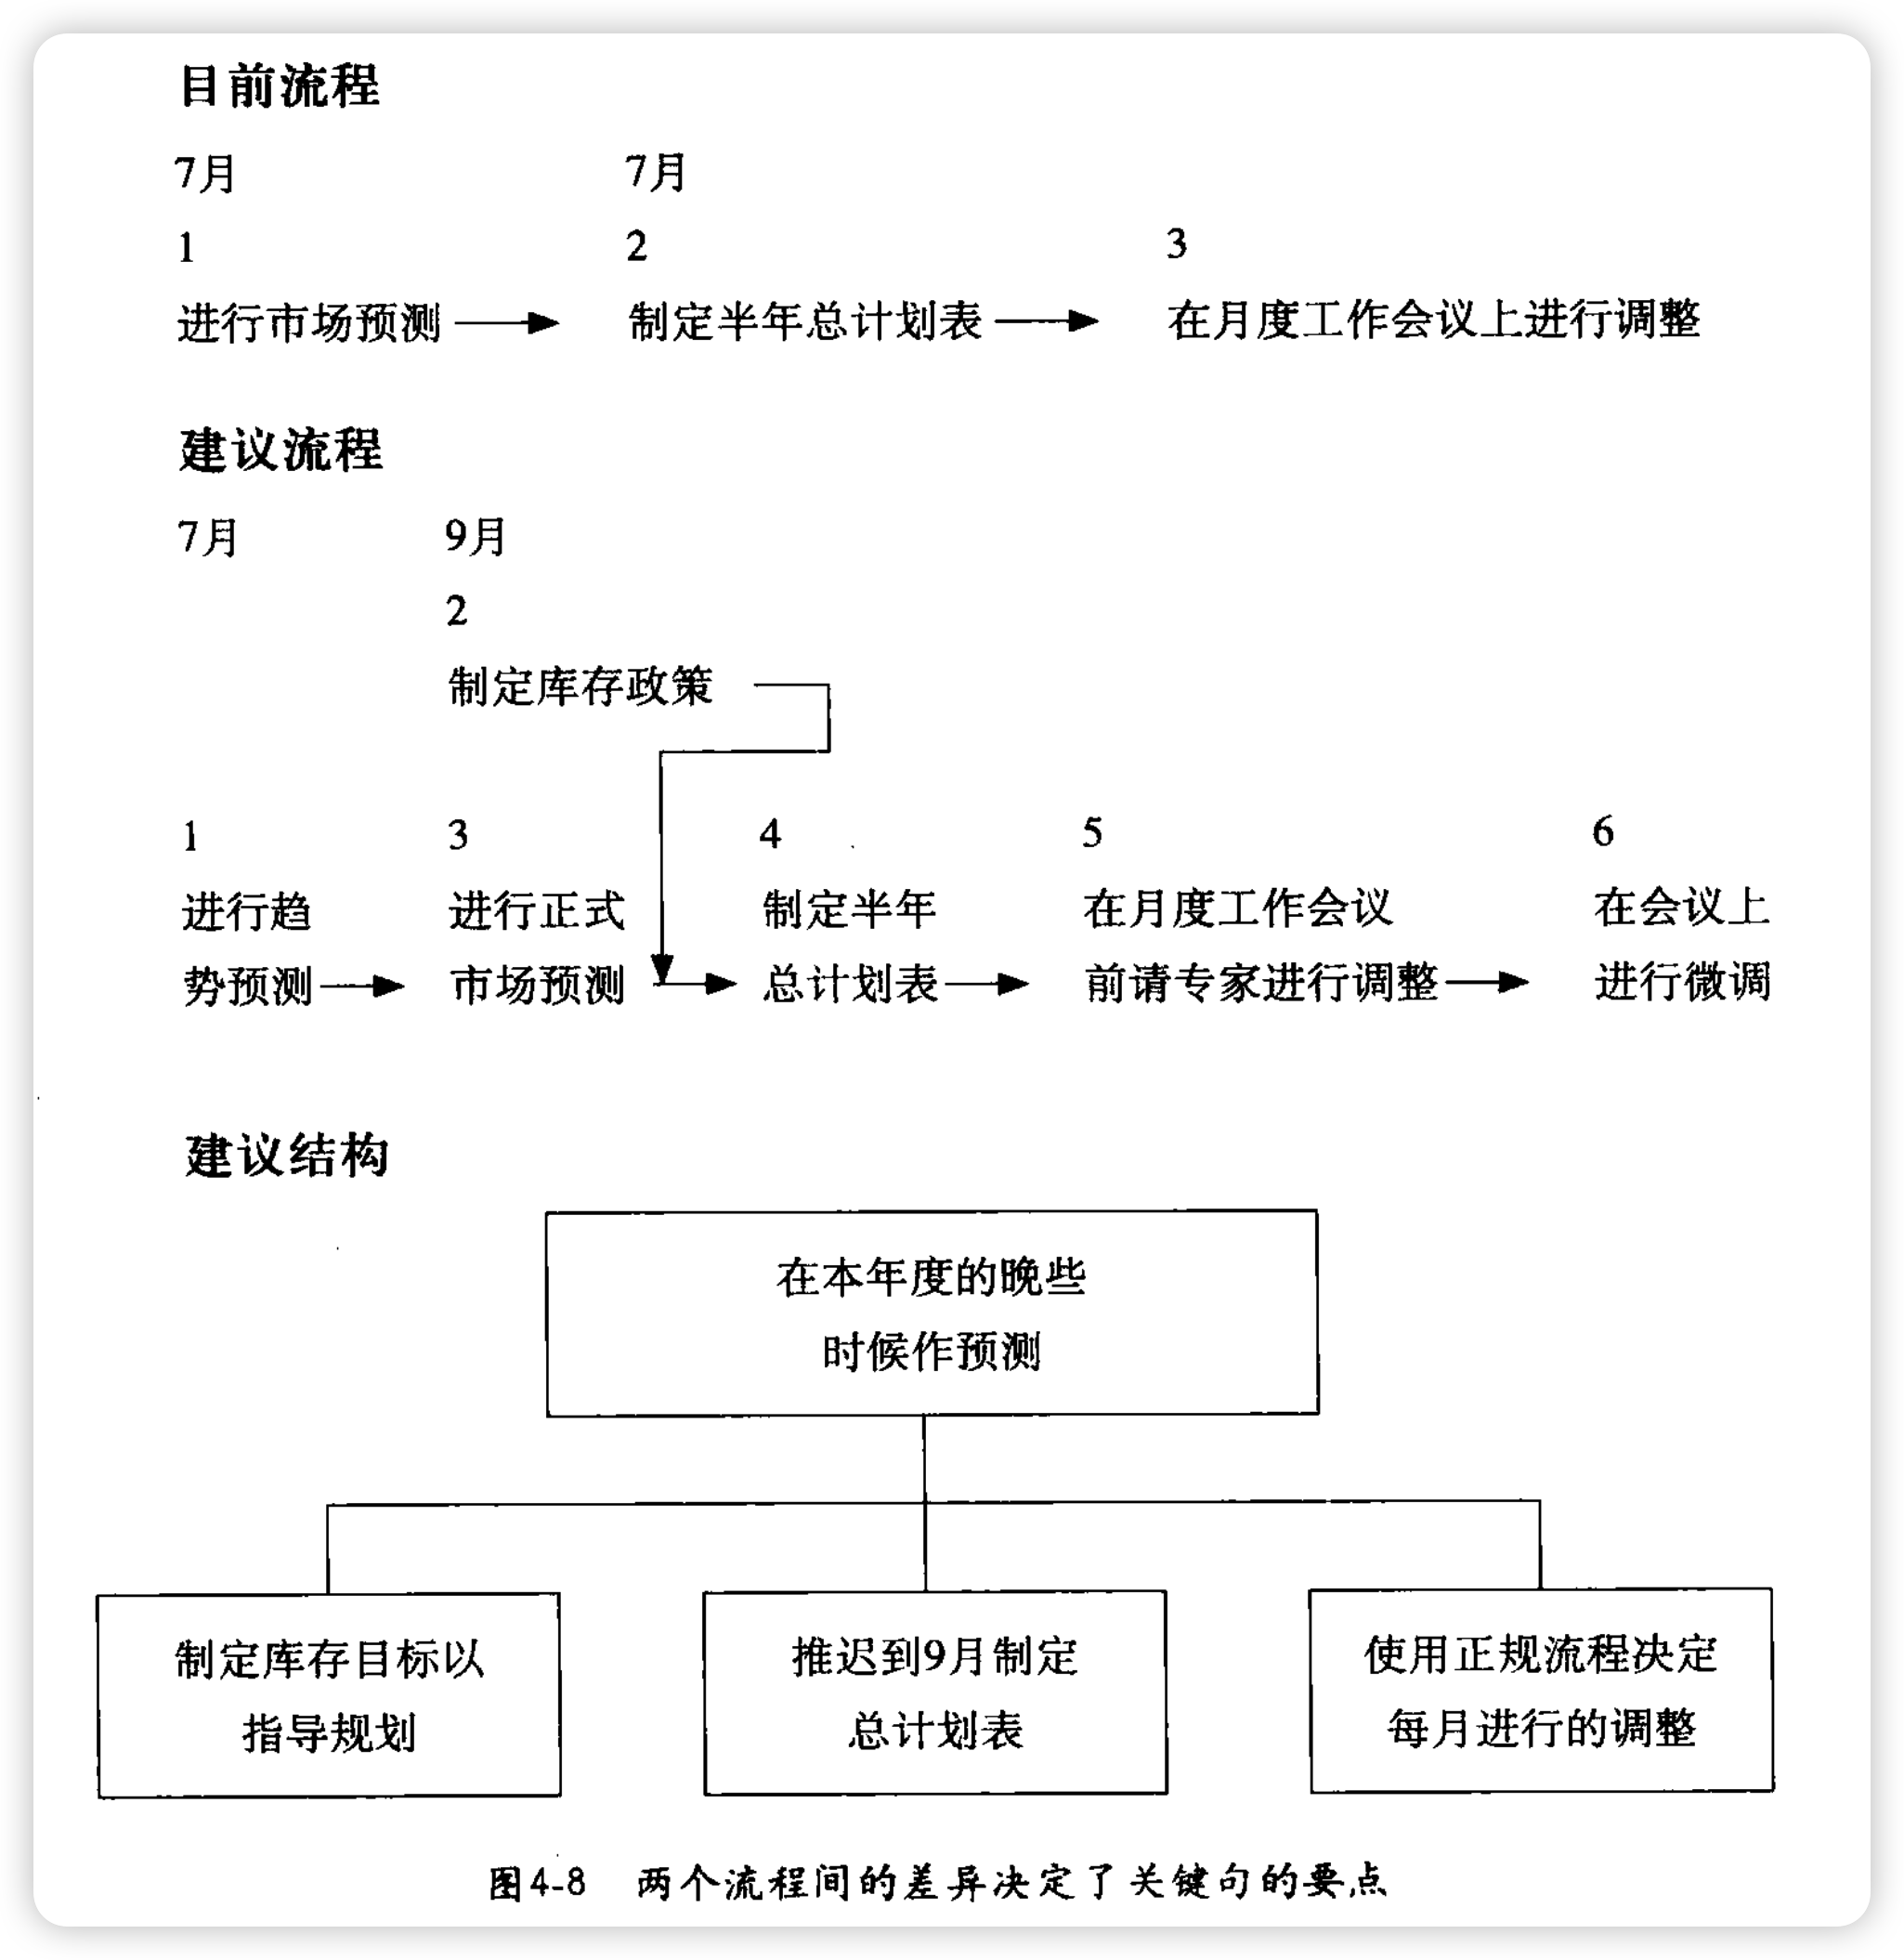 目前流程
7月 7月
1 2 3
进行市场预测 制定半年总计划表 在月度工作会议上进行调整
建议流程
7月 9月
2
制定库存政策
1 3 4 5 6
进行趋 进行正式 制定半年 在月度工作会议 在会议上
势预测 市场预测 总计划表 前请专家进行调整 进行微调
建议结构
在本年度的晚些
时候作预测
制定库存目标以 推迟到9月制定 使用正规流程决定
指导规划 总计划表 每月进行的调整
图4-8 两个流程间的差异决定了关键句的要点